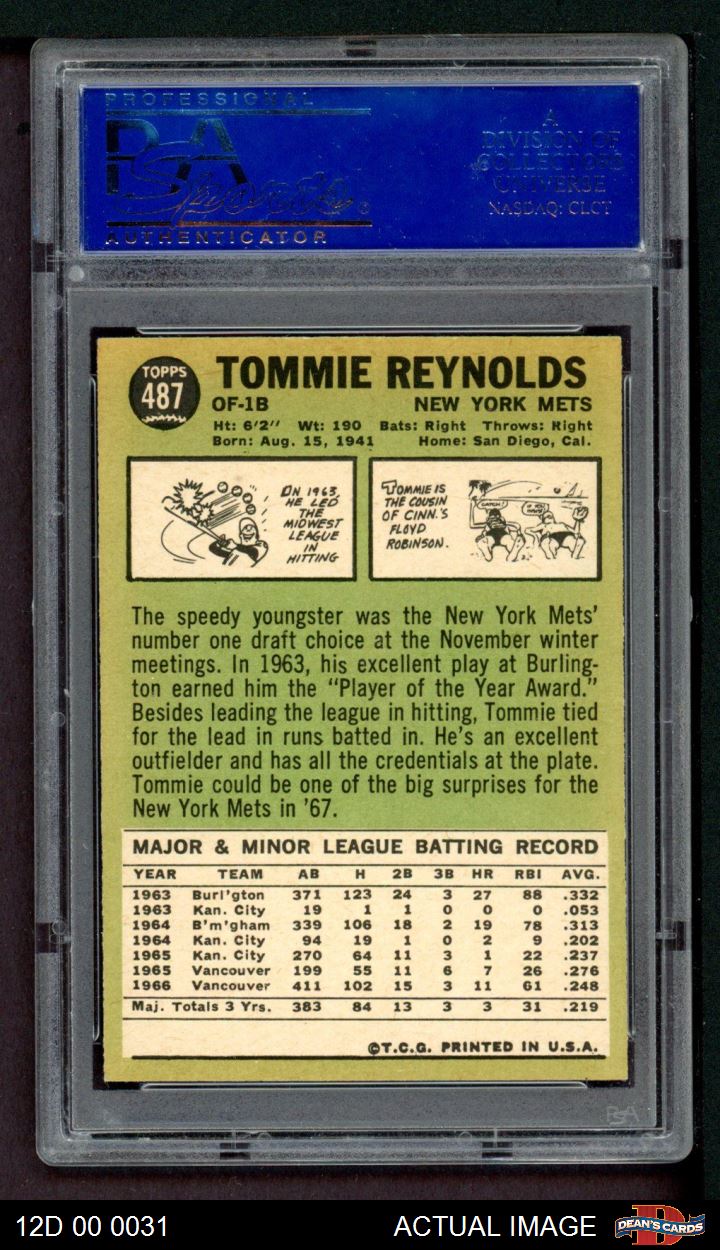 PROFESSIONAL
PSA
Sports
AUTHENTICATOR
A
DIVISION OF
COLLECTORS
UNIVERSE
NASDAQ: CLCT
TOPPS
487
TOMMIE REYNOLDS
OF-1B NEW YORK METS
Ht: 6'2" Wt: 190 Bats: Right Throws: Right
Born: Aug. 15, 1941 Home: San Diego, Cal.
ON 1963
HE LED
THE
MIDWEST
LEAGUE
IN
HITTING
TOMMIE IS
THE COUSIN
OF CINN.'S
FLOYD
ROBINSON.
The speedy youngster was the New York Mets'
number one draft choice at the November winter
meetings. In 1963, his excellent play at Burling-
ton earned him the "Player of the Year Award."
Besides leading the league in hitting, Tommie tied
for the lead in runs batted in. He's an excellent
outfielder and has all the credentials at the plate.
Tommie could be one of the big surprises for the
New York Mets in '67.
MAJOR & MINOR LEAGUE BATTING RECORD
YEAR TEAM AB H 2B 3B HR RBI AVG.
1963 Burl'gton 371 123 24 3 27 88 .332
1963 Kan. City 19 1 1 0 0 0 .053
1964 B'm'gham 339 106 18 2 19 78 .313
1964 Kan. City 94 19 1 0 2 9 .202
1965 Kan. City 270 64 11 3 1 22 .237
1965 Vancouver 199 55 11 6 7 26 .276
1966 Vancouver 411 102 15 3 11 61 .248
Maj. Totals 3 Yrs. 383 84 13 3 3 31 .219
©T.C.G. PRINTED IN U.S.A.
PSA
12D 00 0031 ACTUAL IMAGE
DEAN'S CARDS